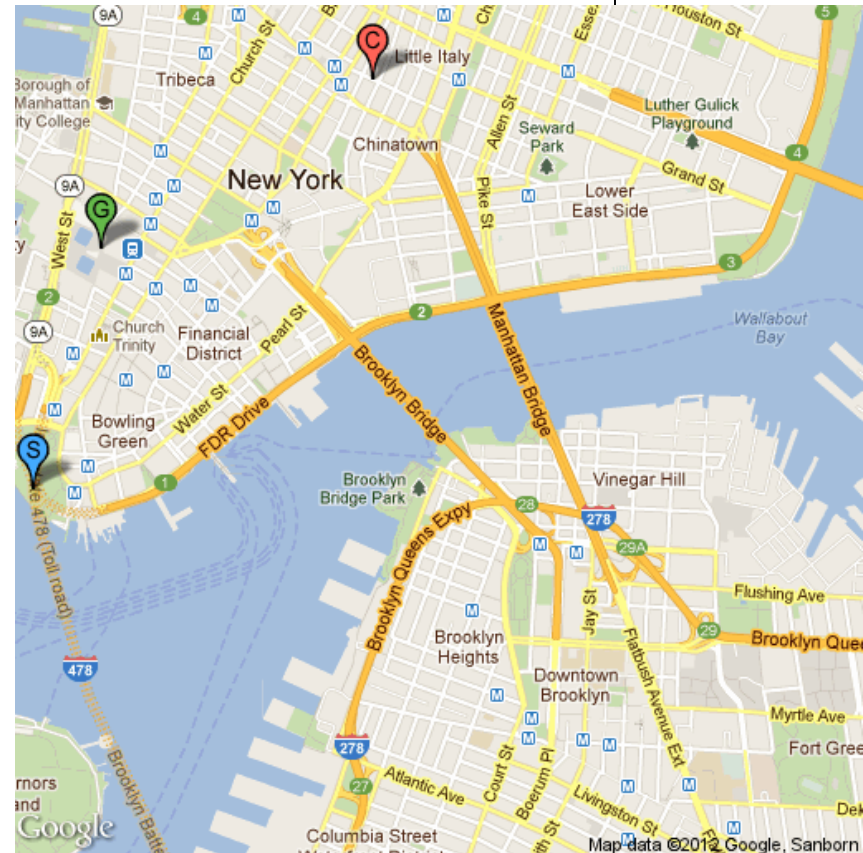 9A
4
C
5
Houston St
Essex
Church St
Little Italy
Tribeca
Borough of
Manhattan
ity College
M
Luther Gulick
Playground
Allen St
Seward
Park
Chinatown
4
Grand St
9A
New York
Pike St
Lower
East Side
G
West St
3
2
2
9A
Church
Trinity
Financial
District
Pearl St
Manhattan Bridge
Wallabout
Bay
Water St
Brooklyn Bridge
FDR Drive
Bowling
Green
S
1
Brooklyn
Bridge Park
Vinegar Hill
478 (Toll road)
28
278
Brooklyn Queens Expy
29A
Jay St
Flushing Ave
29
Brooklyn Quee
Brooklyn
Heights
Flatbush Avenue Ext
478
Downtown
Brooklyn
Myrtle Ave
278
Court St
Boerum Pl
Fort Gree
27
Atlantic Ave
Livingston St
Brooklyn Batte
rnors
and
Google
Columbia Street
Map data ©2012 Google, Sanborn